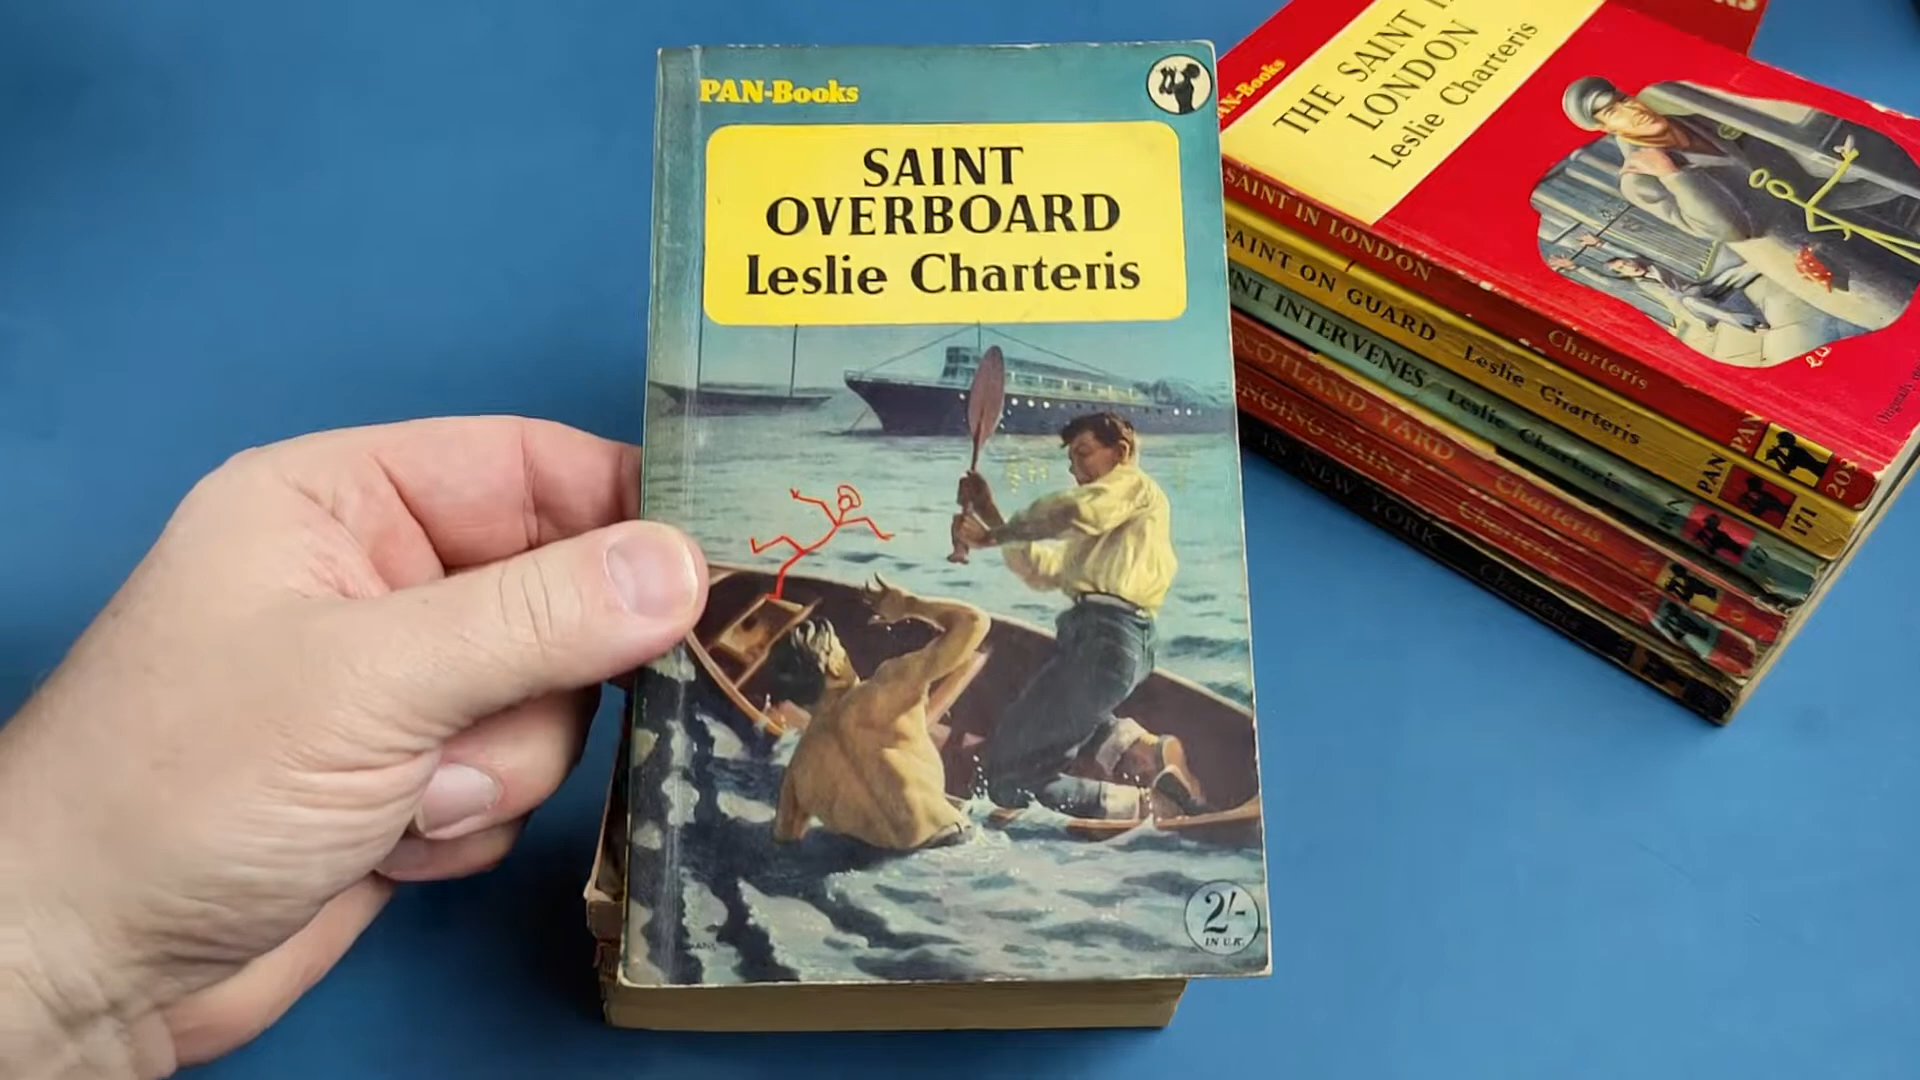 PAN-Books
SAINT
OVERBOARD
Leslie Charteris
2/-
IN U.K.
PAN-Books
THE SAINT
LONDON
Leslie Charteris
SAINT IN LONDON Charteris PAN 203
SAINT ON GUARD Leslie Charteris PAN 171
INTERVENES Leslie Charteris
SCOTLAND YARD Charteris
SAINT Charteris
IN NEW YORK Charteris